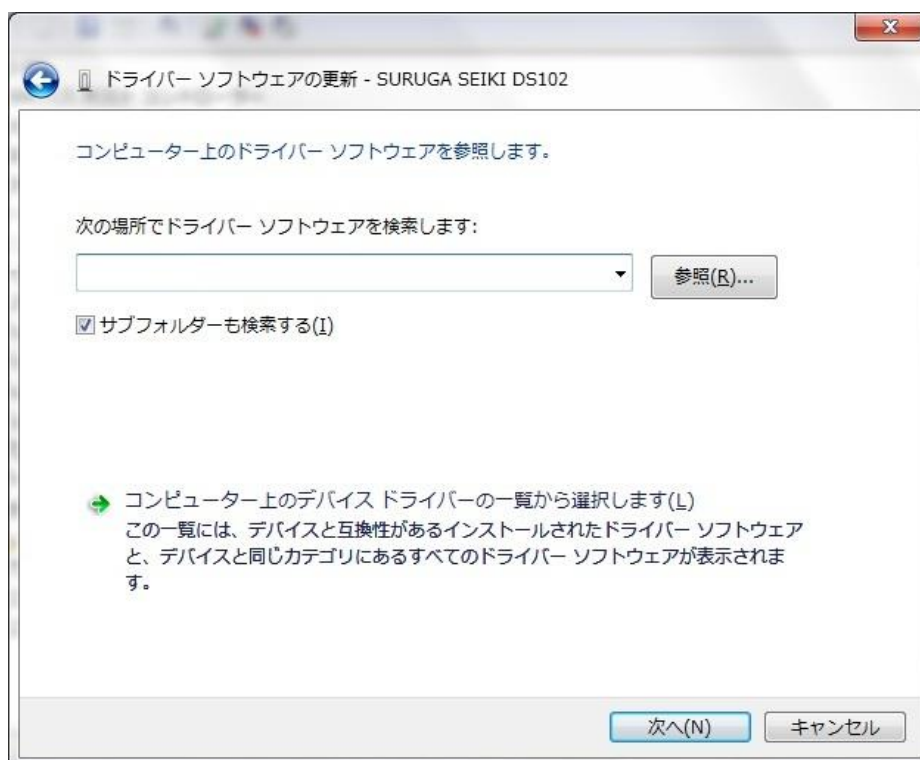 ドライバー ソフトウェアの更新 - SURUGA SEIKI DS102
コンピューター上のドライバー ソフトウェアを参照します。
次の場所でドライバー ソフトウェアを検索します:
参照(R)...
サブフォルダーも検索する(I)
コンピューター上のデバイス ドライバーの一覧から選択します(L)
この一覧には、デバイスと互換性があるインストールされたドライバー ソフトウェア
と、デバイスと同じカテゴリにあるすべてのドライバー ソフトウェアが表示されま
す。
次へ(N)
キャンセル